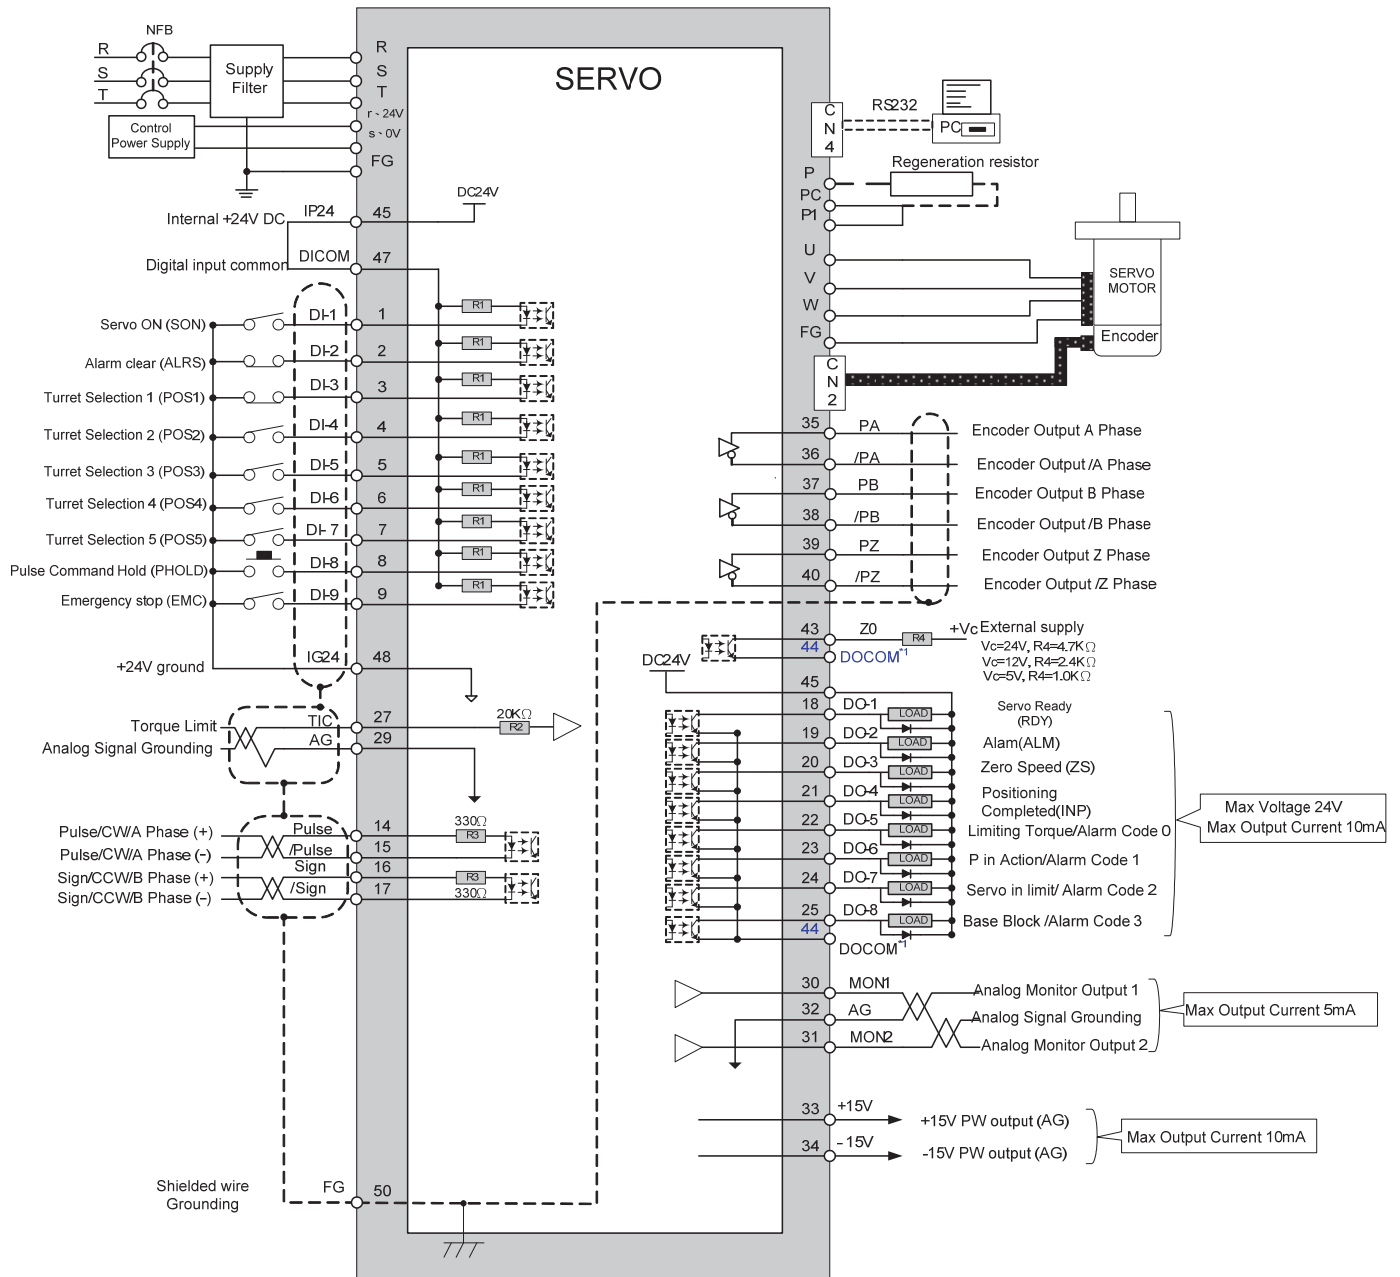 NFB
R
S
T
Supply
Filter
Control
Power Supply
R
S
T
r、24V
s、0V
FG
SERVO
DC24V
Internal +24V DC
IP24
45
Digital input common
DICOM
47
Servo ON (SON)
DI-1
1
R1
Alarm clear (ALRS)
DI-2
2
R1
Turret Selection 1 (POS1)
DI-3
3
R1
Turret Selection 2 (POS2)
DI-4
4
R1
Turret Selection 3 (POS3)
DI-5
5
R1
Turret Selection 4 (POS4)
DI-6
6
R1
Turret Selection 5 (POS5)
DI-7
7
R1
Pulse Command Hold (PHOLD)
DI-8
8
R1
Emergency stop (EMC)
DI-9
9
R1
+24V ground
IG24
48
Torque Limit
TIC
27
20KΩ
R2
Analog Signal Grounding
AG
29
Pulse/CW/A Phase (+)
Pulse
14
330Ω
R3
Pulse/CW/A Phase (−)
/Pulse
15
Sign/CCW/B Phase (+)
Sign
16
R3
Sign/CCW/B Phase (−)
/Sign
17
330Ω
Shielded wire
Grounding
FG
50
CN4
RS232
PC
Regeneration resistor
P
PC
P1
U
V
W
FG
SERVO
MOTOR
Encoder
CN2
35
PA
Encoder Output A Phase
36
/PA
Encoder Output /A Phase
37
PB
Encoder Output B Phase
38
/PB
Encoder Output /B Phase
39
PZ
Encoder Output Z Phase
40
/PZ
Encoder Output /Z Phase
43
Z0
R4
+Vc External supply
44
DOCOM*1
Vc=24V, R4=4.7KΩ
Vc=12V, R4=2.4KΩ
Vc=5V, R4=1.0KΩ
DC24V
45
18
DO-1
LOAD
Servo Ready
(RDY)
19
DO-2
LOAD
Alam(ALM)
20
DO-3
LOAD
Zero Speed (ZS)
21
DO-4
LOAD
Positioning
Completed(INP)
22
DO-5
LOAD
Limiting Torque/Alarm Code 0
23
DO-6
LOAD
P in Action/Alarm Code 1
24
DO-7
LOAD
Servo in limit/ Alarm Code 2
25
DO-8
LOAD
Base Block /Alarm Code 3
44
DOCOM*1
Max Voltage 24V
Max Output Current 10mA
30
MON1
Analog Monitor Output 1
32
AG
Analog Signal Grounding
31
MON2
Analog Monitor Output 2
Max Output Current 5mA
33
+15V
+15V PW output (AG)
34
-15V
-15V PW output (AG)
Max Output Current 10mA